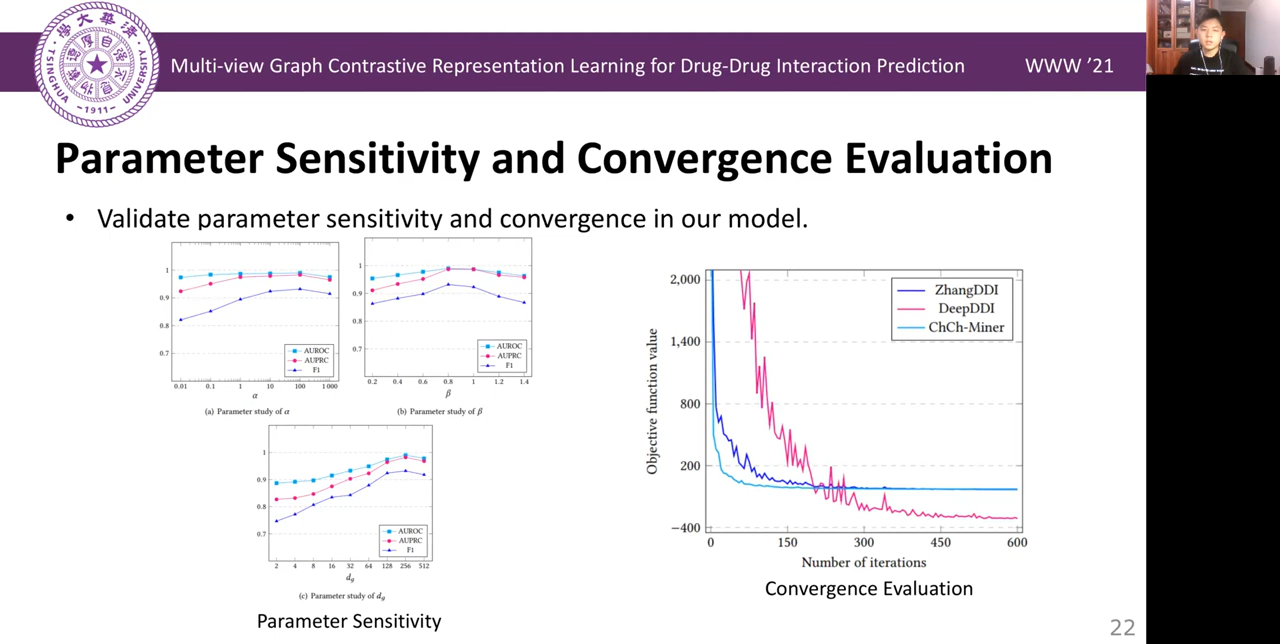 Multi-view Graph Contrastive Representation Learning for Drug-Drug Interaction Prediction
WWW '21
TSINGHUA UNIVERSITY
–1911–
Parameter Sensitivity and Convergence Evaluation
• Validate parameter sensitivity and convergence in our model.
1
0.9
0.8
0.7
AUROC
AUPRC
F1
0.01 0.1 1 10 100 1 000
α
(a) Parameter study of α
1
0.9
0.8
0.7
AUROC
AUPRC
F1
0.2 0.4 0.6 0.8 1 1.2 1.4
β
(b) Parameter study of β
1
0.9
0.8
0.7
AUROC
AUPRC
F1
2 4 8 16 32 64 128 256 512
dg
(c) Parameter study of dg
Parameter Sensitivity
2,000
1,400
800
200
−400
Objective function value
ZhangDDI
DeepDDI
ChCh-Miner
0 150 300 450 600
Number of iterations
Convergence Evaluation
22